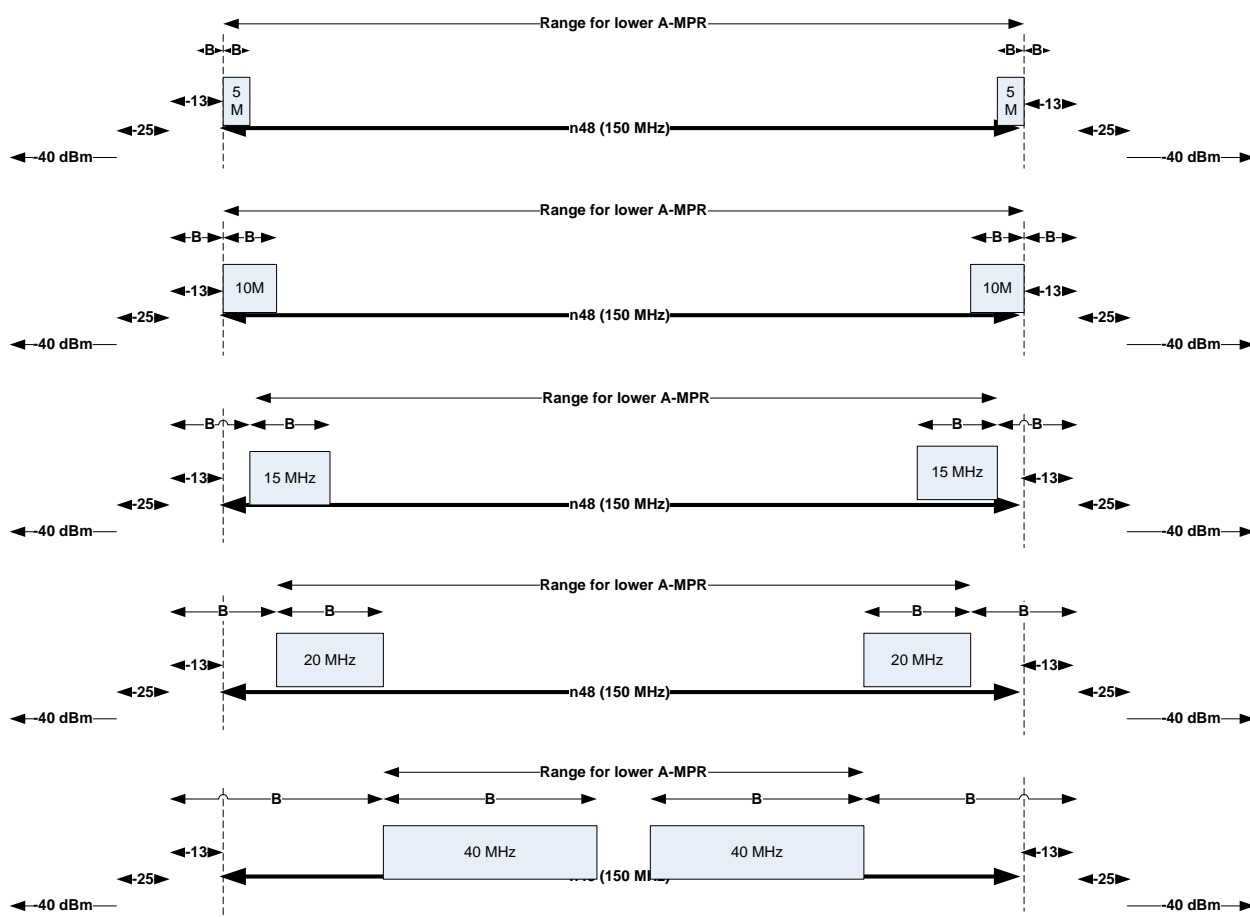 Range for lower A-MPR
B B B B
5
M
5
M
-13 -13
-25 n48 (150 MHz) -25
-40 dBm -40 dBm
Range for lower A-MPR
B B B B
-13 10M 10M -13
-25 n48 (150 MHz) -25
-40 dBm -40 dBm
Range for lower A-MPR
B B B B
-13 15 MHz 15 MHz -13
-25 n48 (150 MHz) -25
-40 dBm -40 dBm
Range for lower A-MPR
B B B B
-13 20 MHz 20 MHz -13
-25 n48 (150 MHz) -25
-40 dBm -40 dBm
Range for lower A-MPR
B B B B
-13 40 MHz 40 MHz -13
-25 n48 (150 MHz) -25
-40 dBm -40 dBm